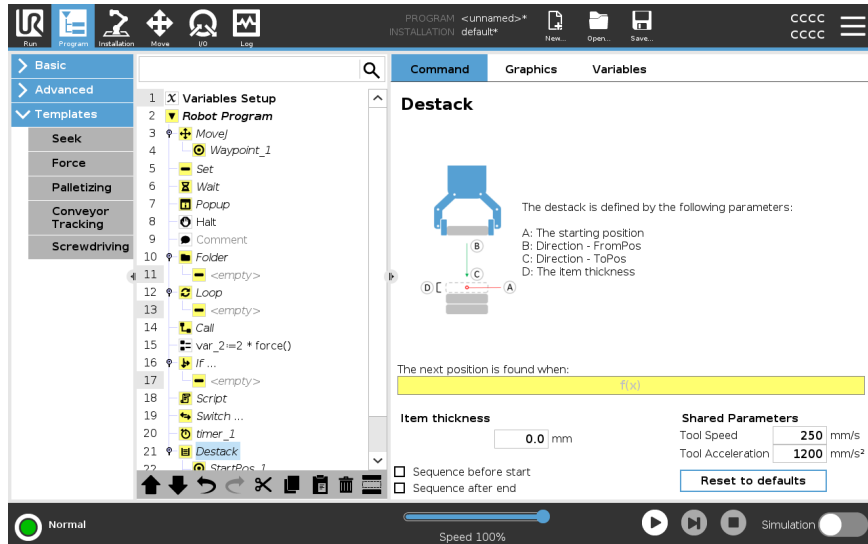 UR
Run
Program
Installation
Move
I/O
Log
PROGRAM <unnamed>*
INSTALLATION default*
New...
Open...
Save...
CCCC
CCCC
Basic
Advanced
Templates
Seek
Force
Palletizing
Conveyor
Tracking
Screwdriving
1 X Variables Setup
2 Robot Program
3 MoveJ
4 Waypoint_1
5 Set
6 Wait
7 Popup
8 Halt
9 Comment
10 Folder
11 <empty>
12 Loop
13 <empty>
14 Call
15 var_2:=2 * force()
16 If ...
17 <empty>
18 Script
19 Switch ...
20 timer_1
21 Destack
22 StartPos_1
Command Graphics Variables
Destack
B
C
D
A
The destack is defined by the following parameters:
A: The starting position
B: Direction - FromPos
C: Direction - ToPos
D: The item thickness
The next position is found when:
f(x)
Item thickness
0.0 mm
Sequence before start
Sequence after end
Shared Parameters
Tool Speed 250 mm/s
Tool Acceleration 1200 mm/s²
Reset to defaults
Normal
Speed 100%
Simulation